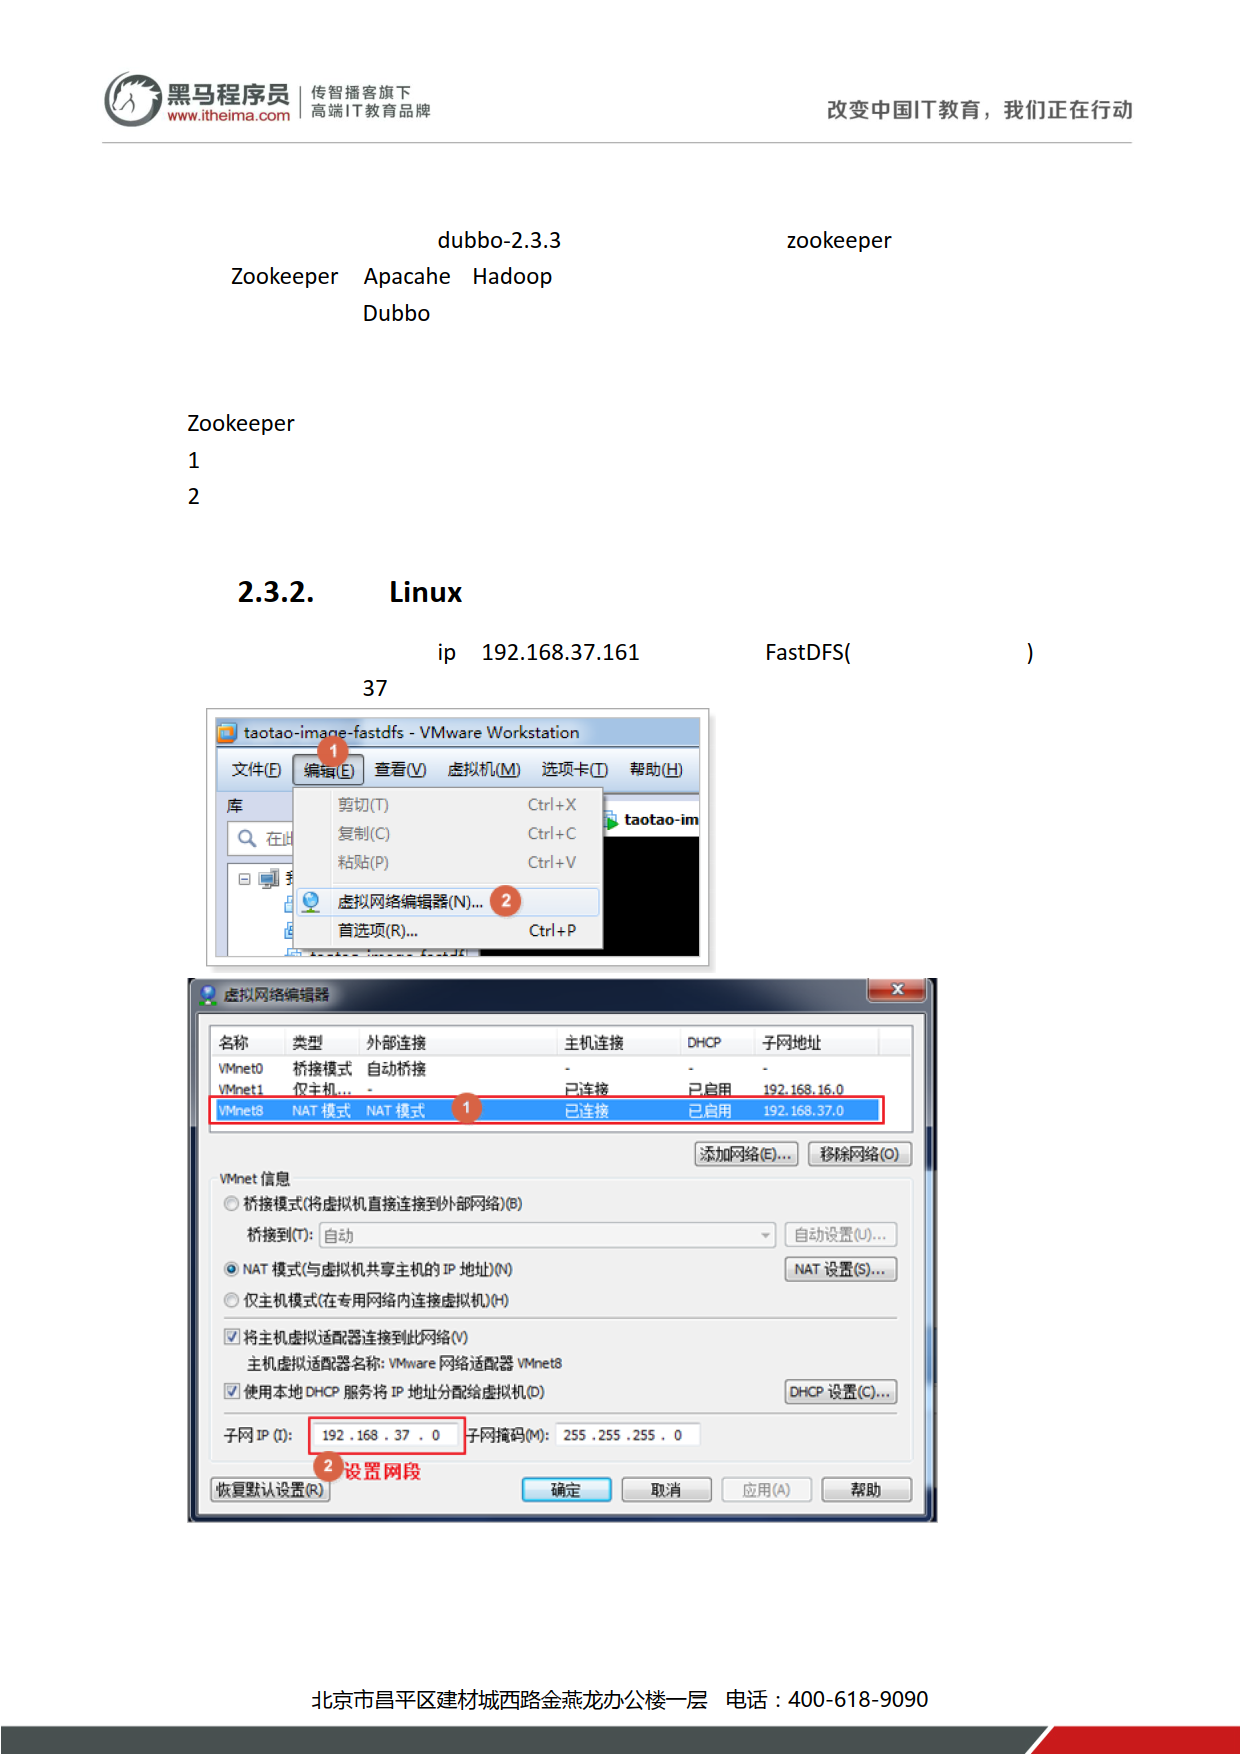 黑马程序员
www.itheima.com
传智播客旗下
高端IT教育品牌
改变中国IT教育，我们正在行动
dubbo-2.3.3 zookeeper
Zookeeper Apacahe Hadoop
Dubbo
Zookeeper
1
2
2.3.2. Linux
ip 192.168.37.161 FastDFS( )
37
taotao-image-fastdfs - VMware Workstation
1
文件(F) 编辑(E) 查看(V) 虚拟机(M) 选项卡(T) 帮助(H)
库
剪切(T) Ctrl+X
taotao-im
复制(C) Ctrl+C
在此
粘贴(P) Ctrl+V
虚拟网络编辑器(N)... 2
首选项(R)... Ctrl+P
taotao-image-fastdf
虚拟网络编辑器
名称 类型 外部连接 主机连接 DHCP 子网地址
VMnet0 桥接模式 自动桥接 - - -
VMnet1 仅主机... - 已连接 已启用 192.168.16.0
VMnet8 NAT 模式 NAT 模式 1 已连接 已启用 192.168.37.0
添加网络(E)... 移除网络(O)
VMnet 信息
桥接模式(将虚拟机直接连接到外部网络)(B)
桥接到(T): 自动 自动设置(U)...
NAT 模式(与虚拟机共享主机的 IP 地址)(N) NAT 设置(S)...
仅主机模式(在专用网络内连接虚拟机)(H)
将主机虚拟适配器连接到此网络(V)
主机虚拟适配器名称: VMware 网络适配器 VMnet8
使用本地 DHCP 服务将 IP 地址分配给虚拟机(D) DHCP 设置(C)...
子网 IP (I): 192 . 168 . 37 . 0 子网掩码(M): 255 . 255 . 255 . 0
2 设置网段
恢复默认设置(R) 确定 取消 应用(A) 帮助
北京市昌平区建材城西路金燕龙办公楼一层 电话：400-618-9090